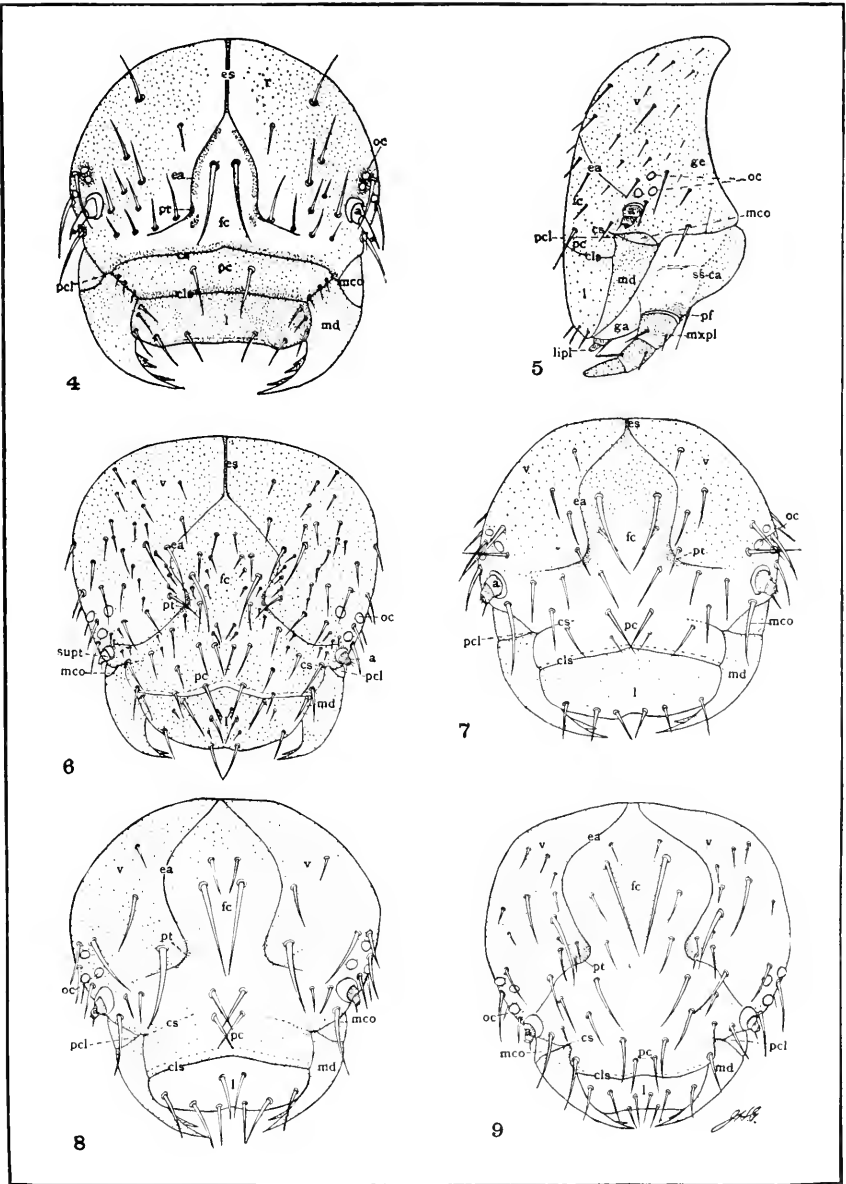 es
r
oc
ea
a
pt
fc
cs
pc
pcl
mco
cls
l
md
4
v
ea
ge
oc
fc
a
mco
cs
pcl
pc
cls
ss-ca
md
l
pf
ga
mxpl
lipl
5
es
v
ea
fc
pt
oc
supt
a
mco
cs
pcl
pc
md
l
6
es
v
v
ea
oc
fc
pt
a
cs
pc
mco
pcl
cls
md
l
7
v
ea
v
fc
pt
oc
mco
cs
pc
pcl
cls
md
l
8
ea
v
v
fc
pt
oc
a
cs
mco
pc
pcl
cls
md
l
9